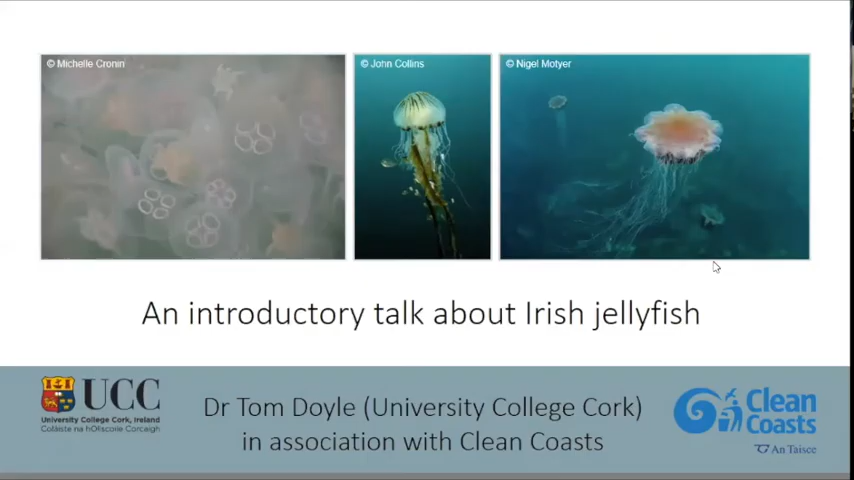 © Michelle Cronin
© John Collins
© Nigel Motyer
An introductory talk about Irish jellyfish
UCC
University College Cork, Ireland
Coláiste na hOllscoile Corcaigh
Dr Tom Doyle (University College Cork)
in association with Clean Coasts
Clean
Coasts
An Taisce